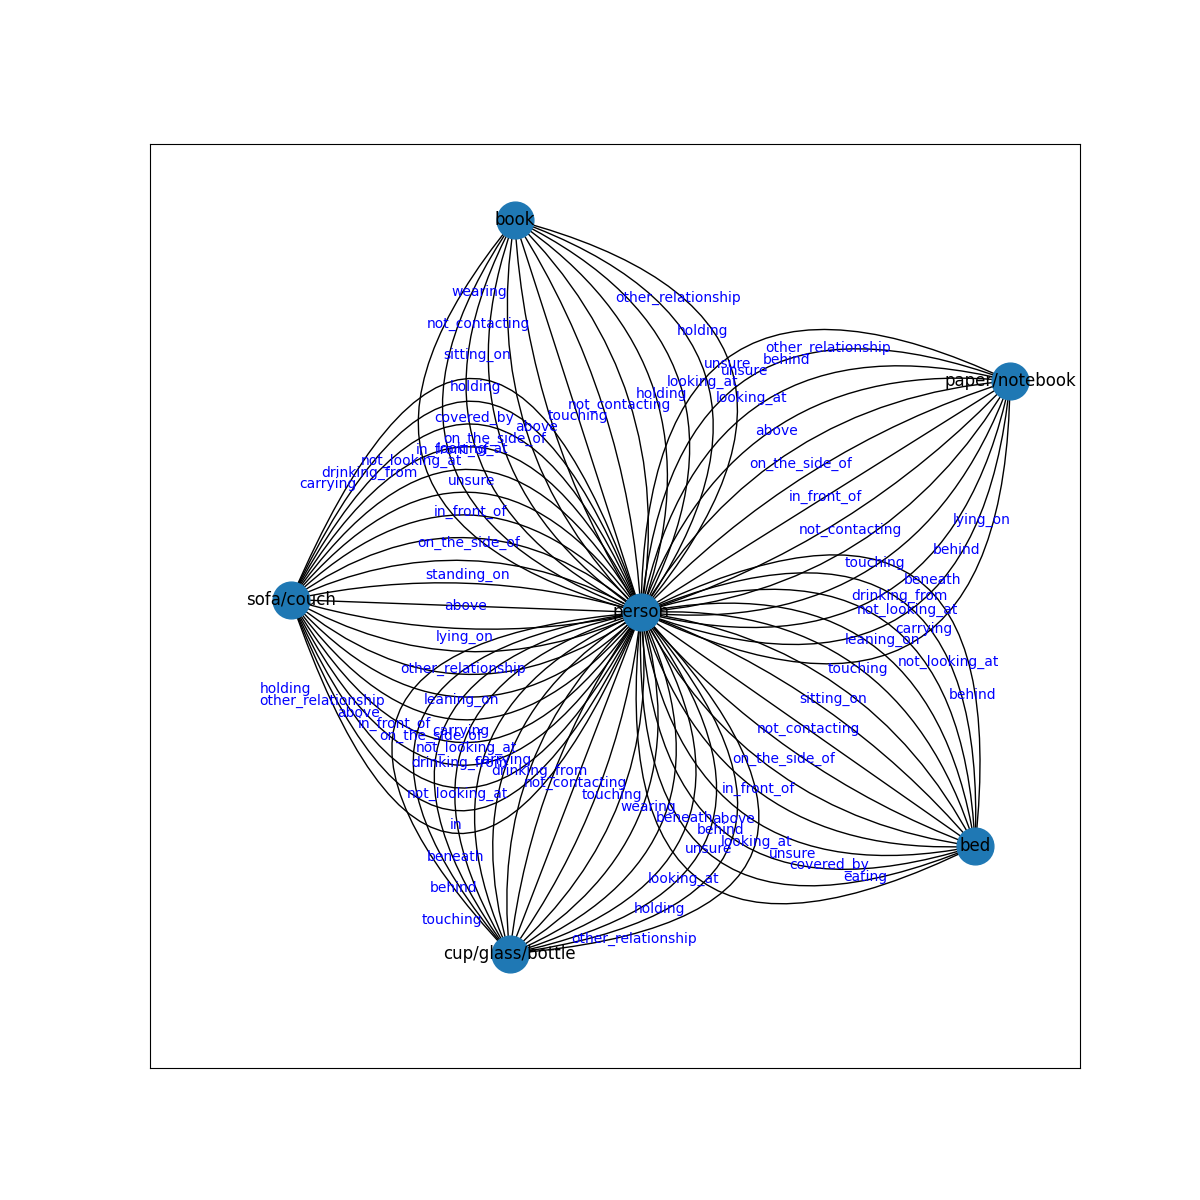 book
wearing
other_relationship
not_contacting
holding
other_relationship
sitting_on
behind
unsure
unsure
paper/notebook
looking_at
holding
holding
looking_at
not_contacting
touching
covered_by
above
above
on_the_side_of
in_front_of
looking_at
not_looking_at
on_the_side_of
drinking_from
unsure
carrying
in_front_of
in_front_of
lying_on
not_contacting
on_the_side_of
behind
touching
standing_on
beneath
drinking_from
sofa/couch
above
not_looking_at
person
carrying
lying_on
leaning_on
not_looking_at
other_relationship
touching
holding
behind
other_relationship
leaning_on
sitting_on
above
in_front_of
carrying
not_contacting
on_the_side_of
not_looking_at
carrying
on_the_side_of
drinking_from
drinking_from
not_contacting
in_front_of
not_looking_at
touching
wearing
beneath
above
in
behind
looking_at
bed
unsure
unsure
beneath
covered_by
looking_at
eating
behind
holding
touching
other_relationship
cup/glass/bottle